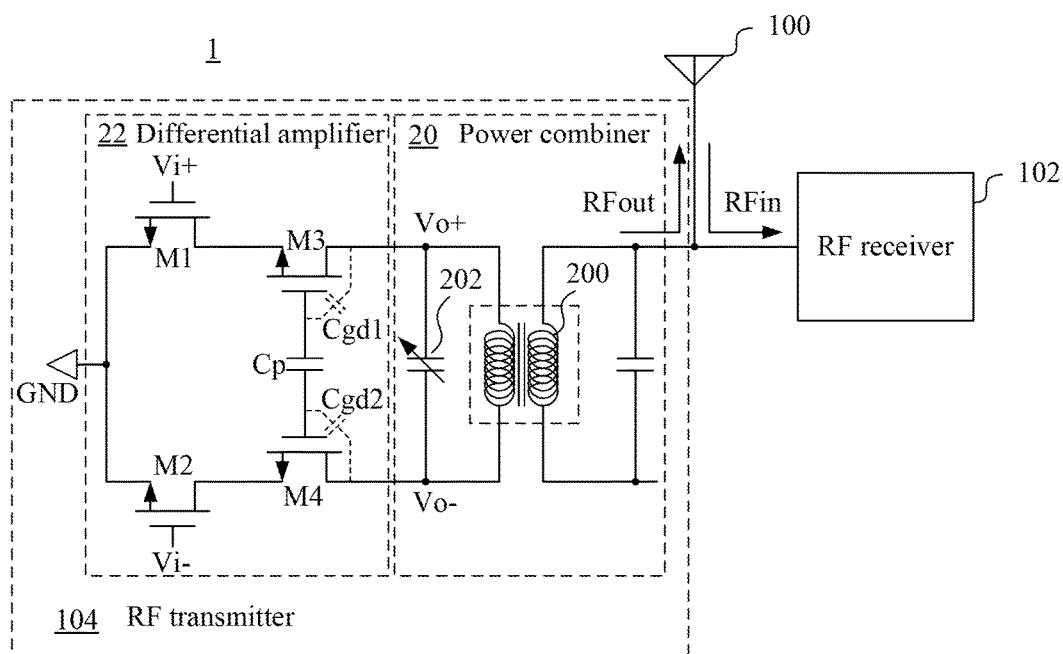 1
100
22 Differential amplifier
20 Power combiner
Vi+
102
RFout
RFin
Vo+
M1
M3
202
200
RF receiver
Cgd1
Cp
GND
Cgd2
M2
M4
Vo-
Vi-
104 RF transmitter